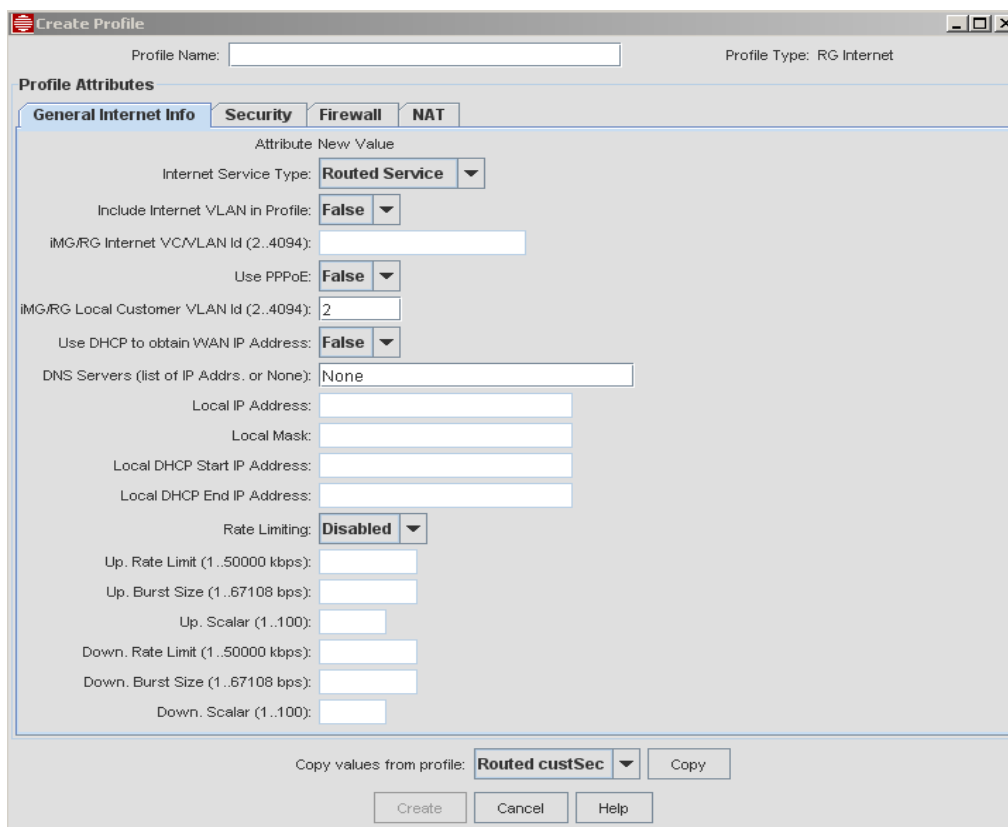 Create Profile
Profile Name: Profile Type: RG Internet
Profile Attributes
General Internet Info Security Firewall NAT
Attribute New Value
Internet Service Type: Routed Service
Include Internet VLAN in Profile: False
iMG/RG Internet VC/VLAN Id (2..4094):
Use PPPoE: False
iMG/RG Local Customer VLAN Id (2..4094): 2
Use DHCP to obtain WAN IP Address: False
DNS Servers (list of IP Addrs. or None): None
Local IP Address:
Local Mask:
Local DHCP Start IP Address:
Local DHCP End IP Address:
Rate Limiting: Disabled
Up. Rate Limit (1..50000 kbps):
Up. Burst Size (1..67108 bps):
Up. Scalar (1..100):
Down. Rate Limit (1..50000 kbps):
Down. Burst Size (1..67108 bps):
Down. Scalar (1..100):
Copy values from profile: Routed custSec Copy
Create Cancel Help